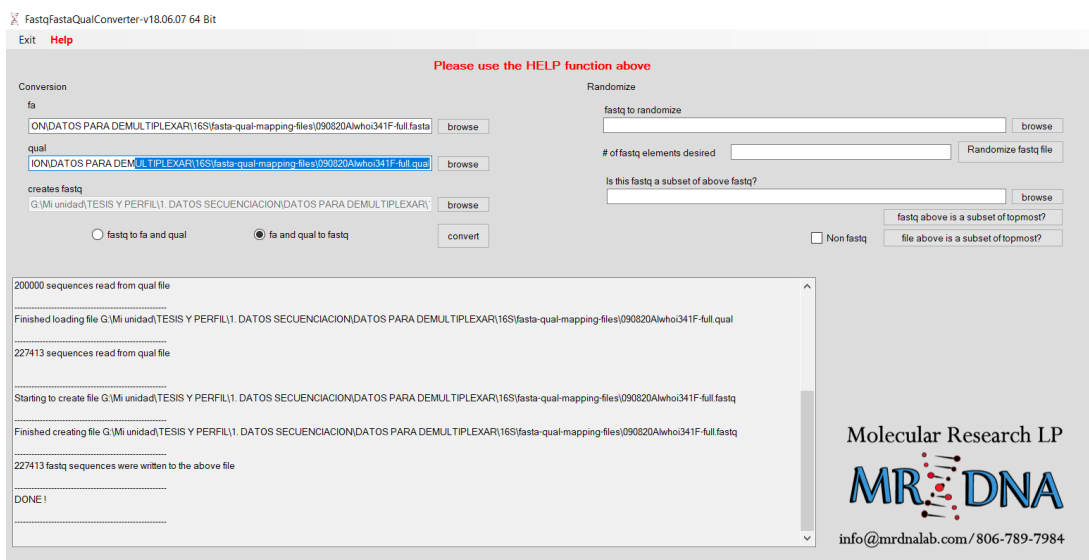 FastqFastaQualConverter-v18.06.07 64 Bit
Exit Help
Please use the HELP function above
Conversion
fa
ON\DATOS PARA DEMULTIPLEXAR\16S\fasta-qual-mapping-files\090820Alwhoi341F-full.fasta browse
qual
ION\DATOS PARA DEMULTIPLEXAR\16S\fasta-qual-mapping-files\090820Alwhoi341F-full.qual browse
creates fastq
G:\Mi unidad\TESIS Y PERFIL\1. DATOS SECUENCIACION\DATOS PARA DEMULTIPLEXAR\ browse
fastq to fa and qual fa and qual to fastq convert
Randomize
fastq to randomize
browse
# of fastq elements desired Randomize fastq file
Is this fastq a subset of above fastq?
browse
fastq above is a subset of topmost?
Non fastq file above is a subset of topmost?
200000 sequences read from qual file
-----------------------------------------------------
Finished loading file G:\Mi unidad\TESIS Y PERFIL\1. DATOS SECUENCIACION\DATOS PARA DEMULTIPLEXAR\16S\fasta-qual-mapping-files\090820Alwhoi341F-full.qual
-----------------------------------------------------
227413 sequences read from qual file
-----------------------------------------------------
Starting to create file G:\Mi unidad\TESIS Y PERFIL\1. DATOS SECUENCIACION\DATOS PARA DEMULTIPLEXAR\16S\fasta-qual-mapping-files\090820Alwhoi341F-full.fastq
-----------------------------------------------------
Finished creating file G:\Mi unidad\TESIS Y PERFIL\1. DATOS SECUENCIACION\DATOS PARA DEMULTIPLEXAR\16S\fasta-qual-mapping-files\090820Alwhoi341F-full.fastq
-----------------------------------------------------
227413 fastq sequences were written to the above file
-----------------------------------------------------
DONE !
-----------------------------------------------------
Molecular Research LP
MR DNA
info@mrdnalab.com/806-789-7984